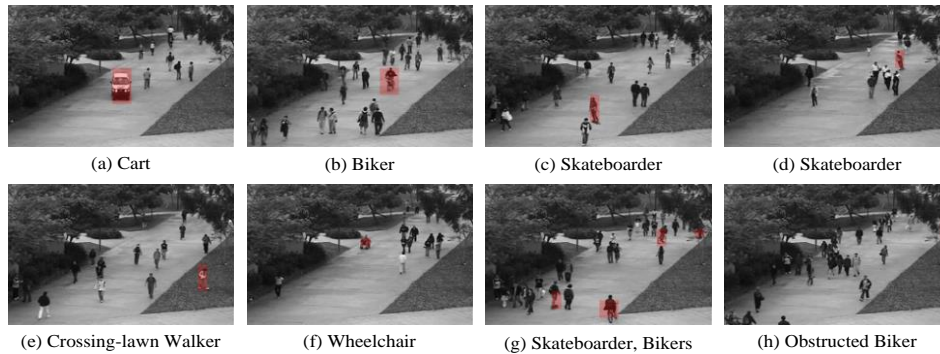 (a) Cart
(b) Biker
(c) Skateboarder
(d) Skateboarder
(e) Crossing-lawn Walker
(f) Wheelchair
(g) Skateboarder, Bikers
(h) Obstructed Biker